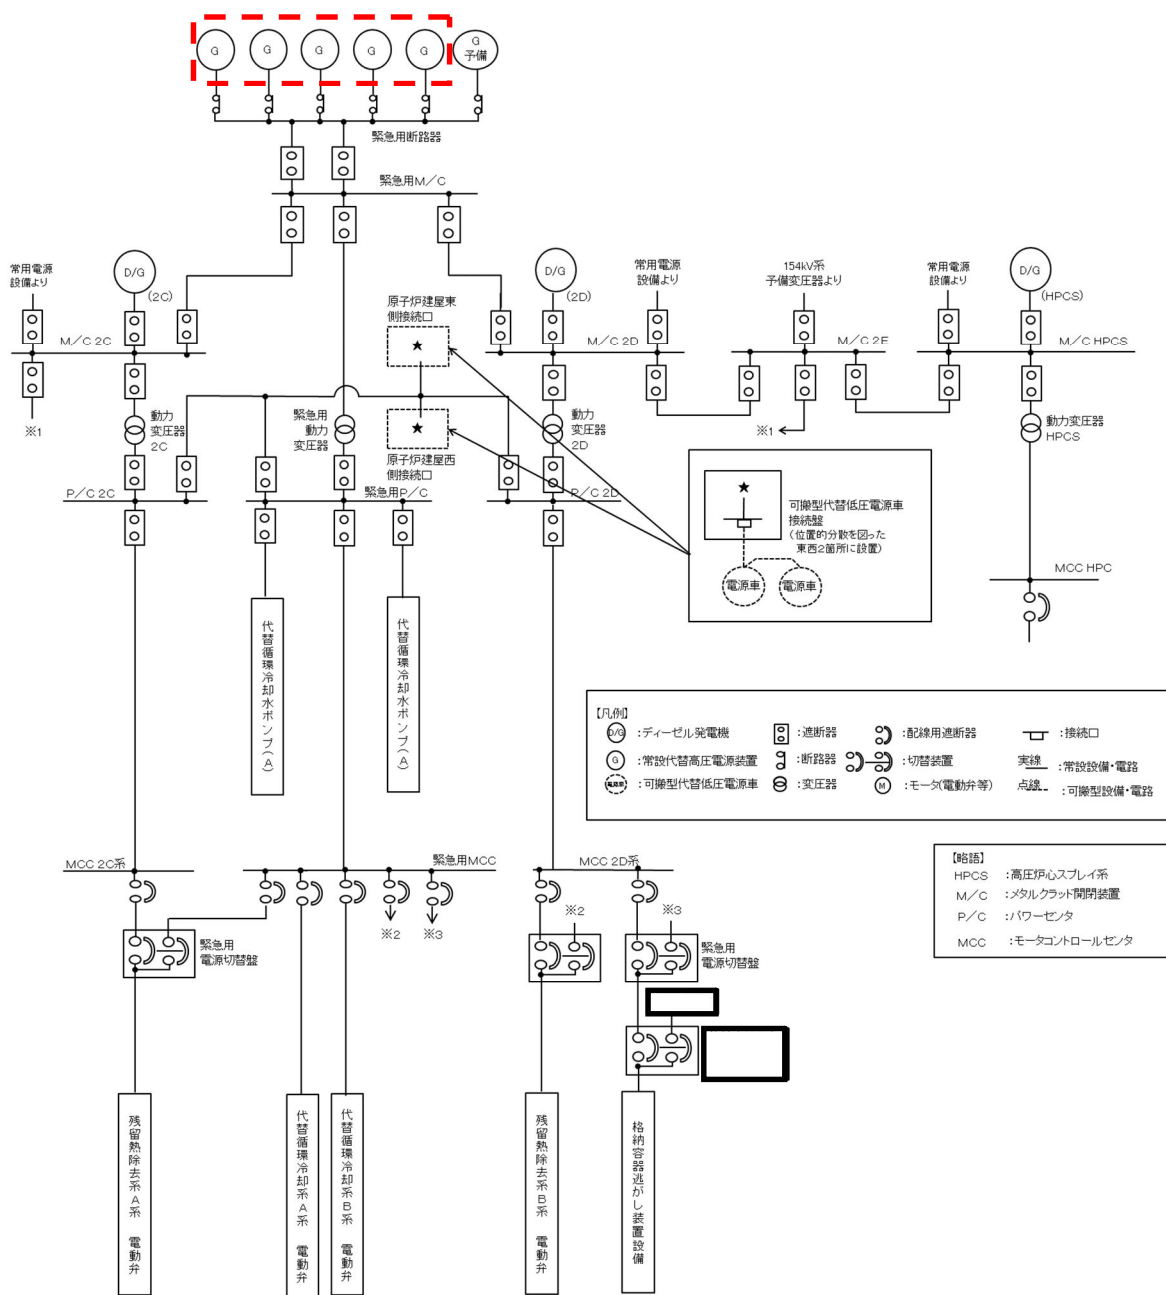 G
G
G
G
G
G
予備
緊急用断路器
緊急用M/C
常用電源
設備より
D/G
(2C)
M/C 2C
※1
動力
変圧器
2C
P/C 2C
原子炉建屋東
側接続口
★
★
原子炉建屋西
側接続口
緊急用
動力
変圧器
緊急用P/C
D/G
(2D)
M/C 2D
動力
変圧器
2D
P/C 2D
常用電源
設備より
154kV系
予備変圧器より
M/C 2E
※1
常用電源
設備より
D/G
(HPCS)
M/C HPCS
動力変圧器
HPCS
MCC HPC
★
可搬型代替低圧電源車
接続盤
(位置的分散を図った
東西2箇所に設置)
電源車
電源車
代替循環冷却水ポンプ(A)
代替循環冷却水ポンプ(A)
【凡例】
D/G :ディーゼル発電機
:遮断器
:配線用遮断器
:接続口
G :常設代替高圧電源装置
:断路器
:切替装置
実線 :常設設備・電路
電源車 :可搬型代替低圧電源車
:変圧器
M :モータ(電動弁等)
点線 :可搬型設備・電路
【略語】
HPCS :高圧炉心スプレイ系
M/C :メタルクラッド開閉装置
P/C :パワーセンタ
MCC :モータコントロールセンタ
MCC 2C系
緊急用MCC
MCC 2D系
※2
※3
※2
※3
緊急用
電源切替盤
緊急用
電源切替盤
残留熱除去系A系 電動弁
代替循環冷却系A系 電動弁
代替循環冷却系B系 電動弁
残留熱除去系B系 電動弁
格納容器逃がし装置設備